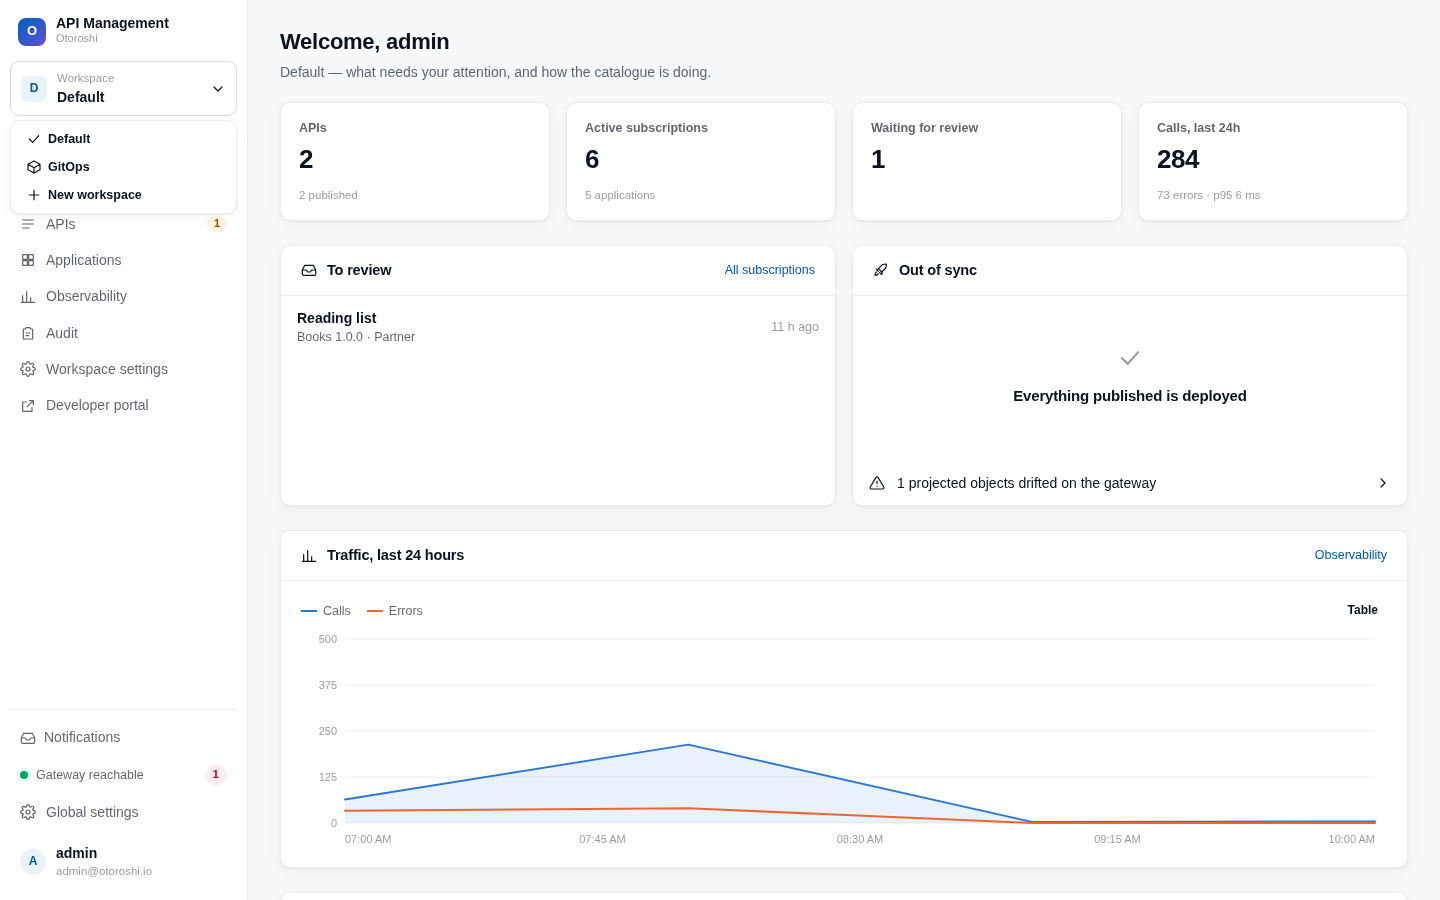 O
API Management
Otoroshi
D
Workspace
Default
Default
GitOps
New workspace
APIs
1
Applications
Observability
Audit
Workspace settings
Developer portal
Notifications
Gateway reachable
1
Global settings
A
admin
admin@otoroshi.io
Welcome, admin
Default — what needs your attention, and how the catalogue is doing.
APIs
2
2 published
Active subscriptions
6
5 applications
Waiting for review
1
Calls, last 24h
284
73 errors · p95 6 ms
To review
All subscriptions
Reading list
Books 1.0.0 · Partner
11 h ago
Out of sync
Everything published is deployed
1 projected objects drifted on the gateway
Traffic, last 24 hours
Observability
Calls
Errors
Table
500
375
250
125
0
07:00 AM
07:45 AM
08:30 AM
09:15 AM
10:00 AM